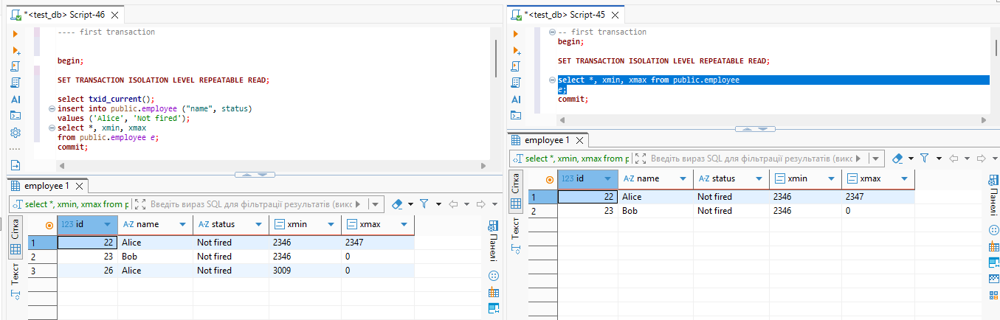 *<test_db> Script-46
---- first transaction
begin;
SET TRANSACTION ISOLATION LEVEL REPEATABLE READ;
select txid_current();
insert into public.employee ("name", status)
values ('Alice', 'Not fired');
select *, xmin, xmax
from public.employee e;
commit;
AI
employee 1
select *, xmin, xmax from p
Введіть вираз SQL для фільтрації результатів (викс
Сітка
Текст
123 id A-Z name A-Z status xmin xmax
1 22 Alice Not fired 2346 2347
2 23 Bob Not fired 2346 0
3 26 Alice Not fired 3009 0
Панелі
*<test_db> Script-45
-- first transaction
begin;
SET TRANSACTION ISOLATION LEVEL REPEATABLE READ;
select *, xmin, xmax from public.employee
e;
commit;
AI
employee 1
select *, xmin, xmax from p
Введіть вираз SQL для фільтрації результатів (викс
Сітка
Текст
123 id A-Z name A-Z status xmin xmax
1 22 Alice Not fired 2346 2347
2 23 Bob Not fired 2346 0
Панелі